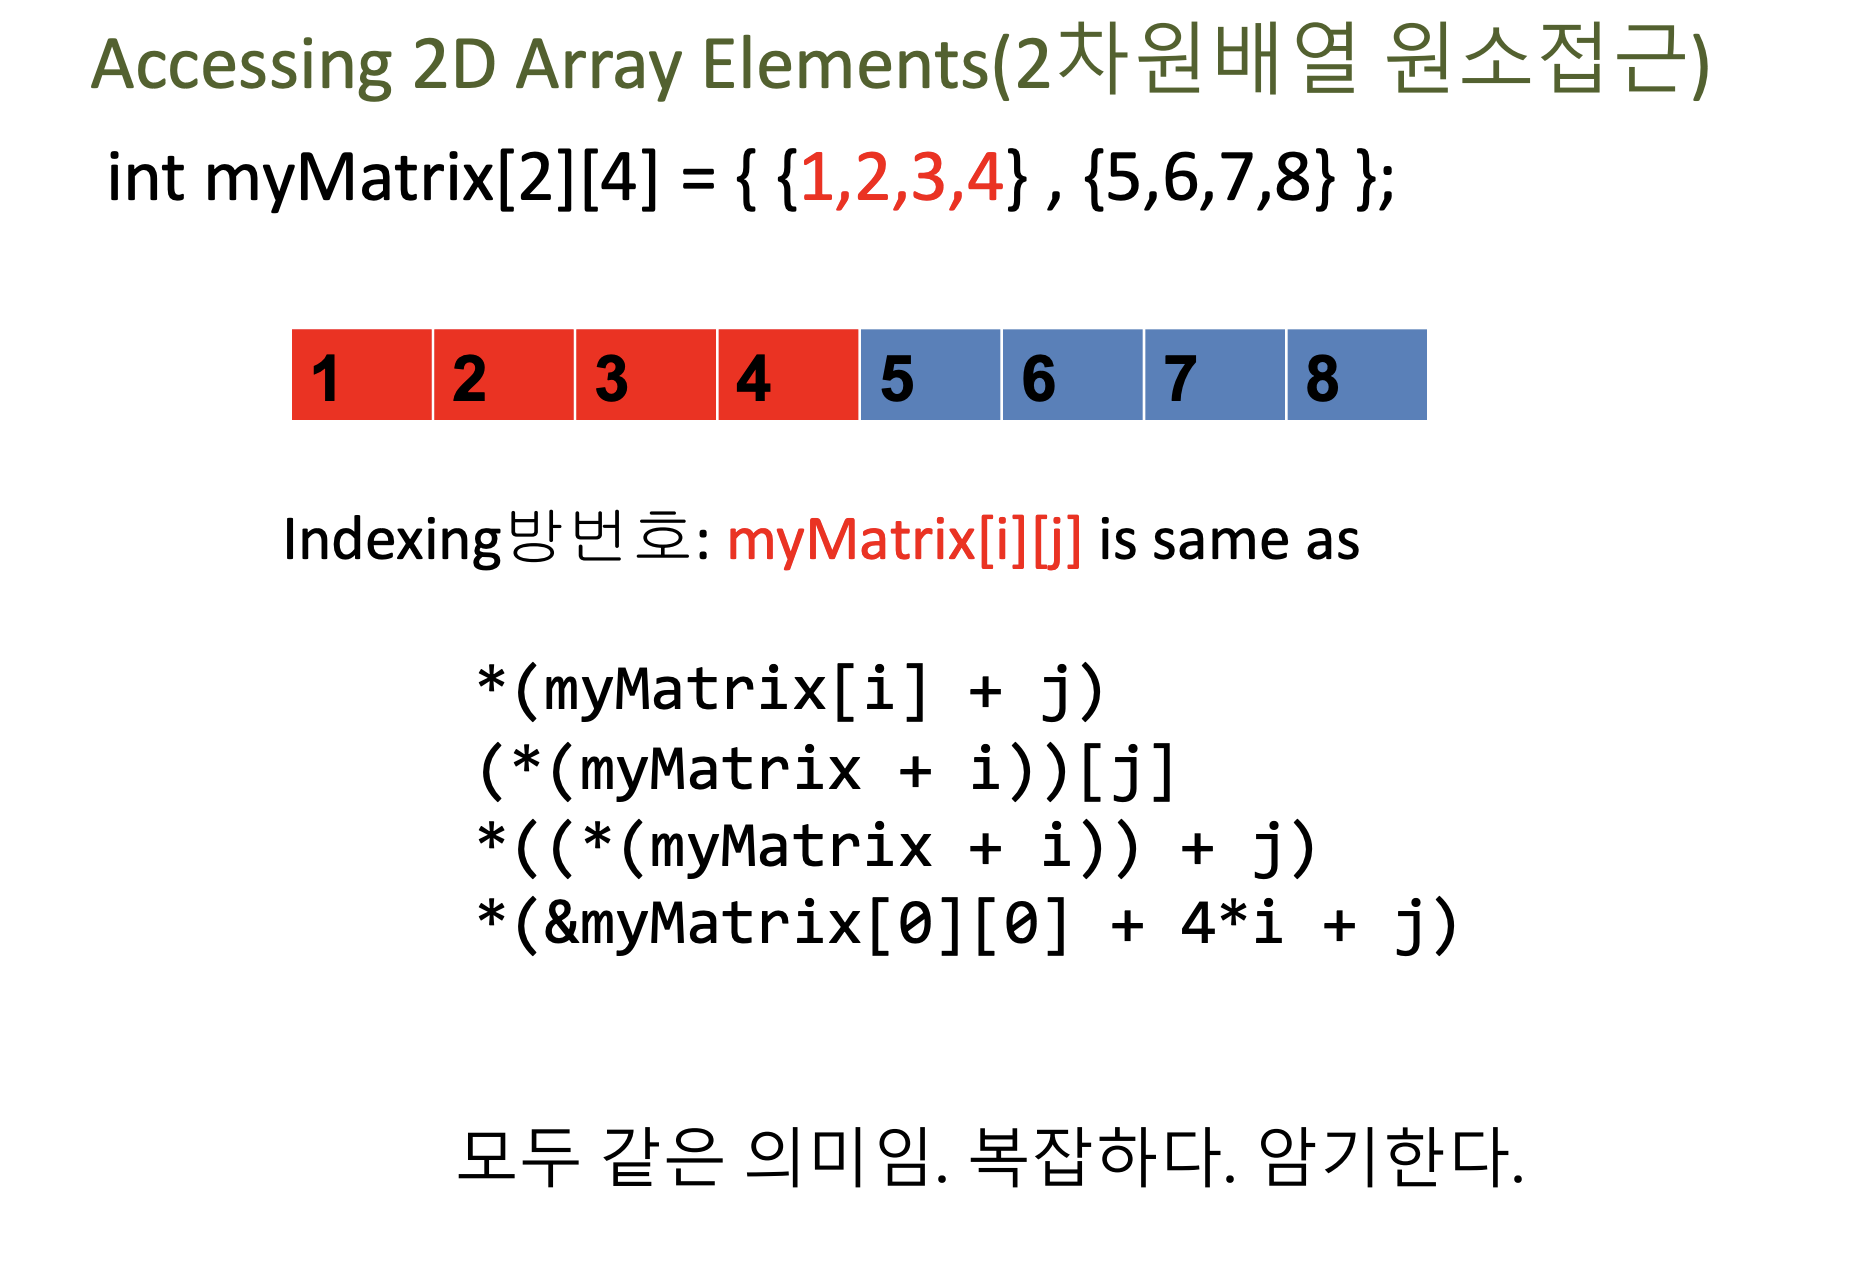 Accessing 2D Array Elements(2차원배열 원소접근)
int myMatrix[2][4] = { {1,2,3,4} , {5,6,7,8} };
1 2 3 4 5 6 7 8
Indexing방번호: myMatrix[i][j] is same as
*(myMatrix[i] + j)
(*(myMatrix + i))[j]
*((*(myMatrix + i)) + j)
*(&myMatrix[0][0] + 4*i + j)
모두 같은 의미임. 복잡하다. 암기한다.